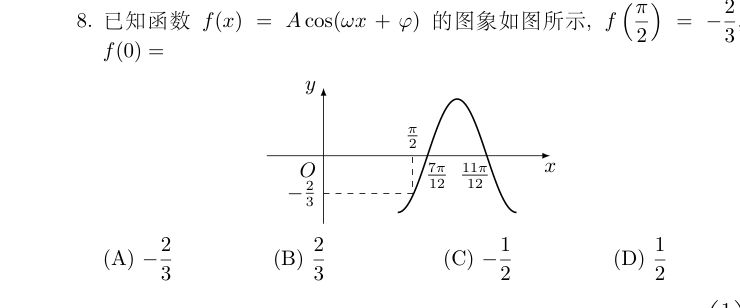 8. 已知函数 f(x) = A cos(ωx + φ) 的图象如图所示, f(π/2) = −2/3,
f(0) =
y
π/2
O
7π/12 11π/12 x
−2/3
(A) −2/3 (B) 2/3 (C) −1/2 (D) 1/2